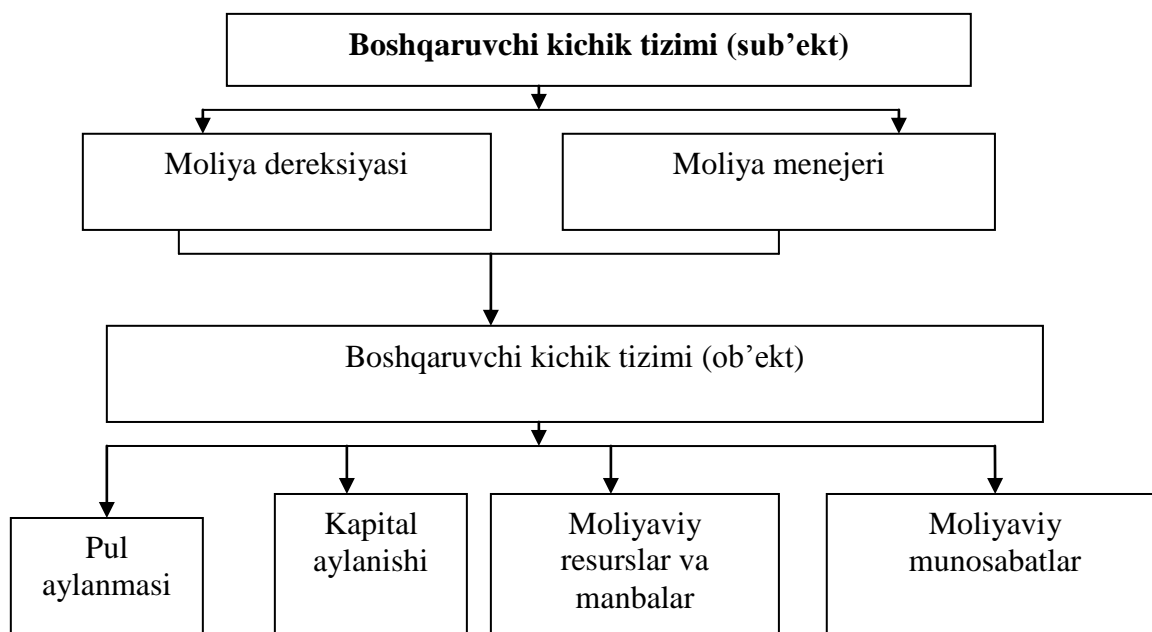 Boshqaruvchi kichik tizimi (sub’ekt)
Moliya dereksiyasi
Moliya menejeri
Boshqaruvchi kichik tizimi (ob’ekt)
Pul
aylanmasi
Kapital
aylanishi
Moliyaviy
resurslar va
manbalar
Moliyaviy
munosabatlar